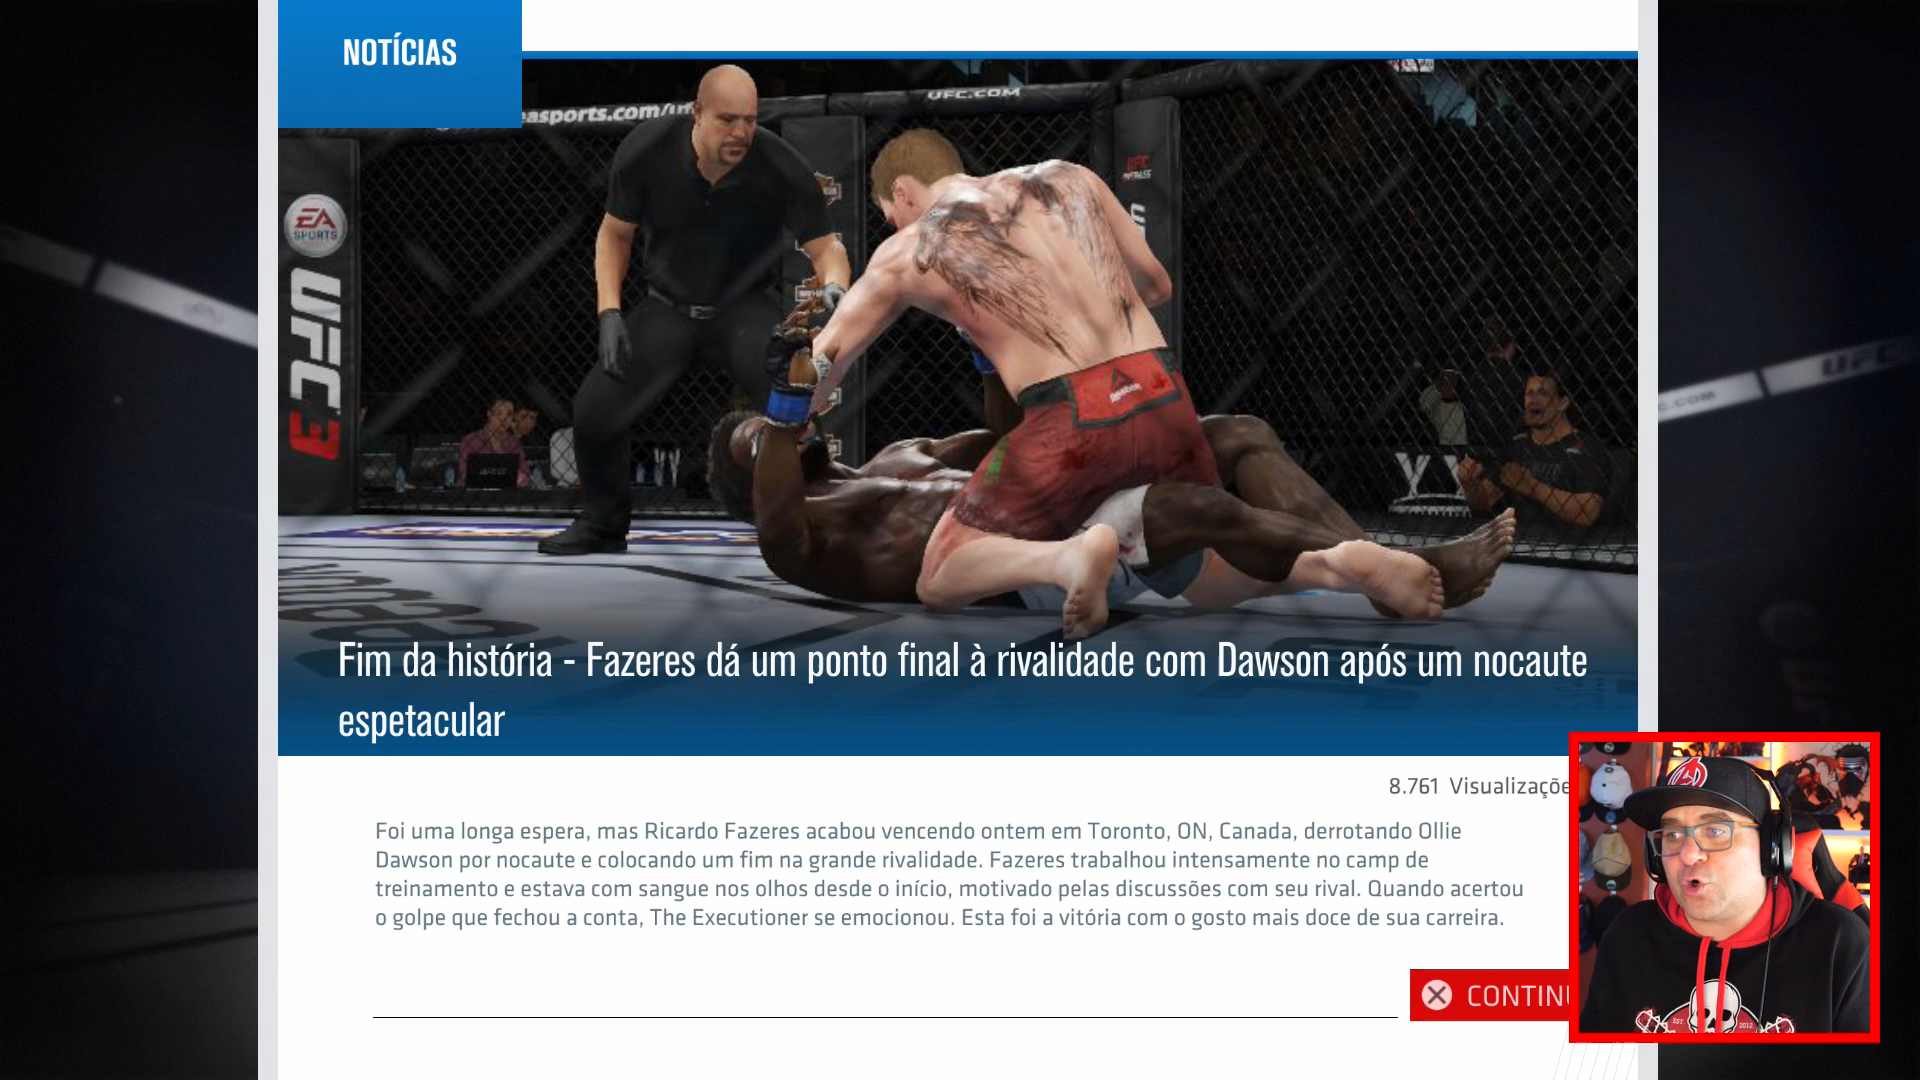 NOTÍCIAS
easports.com/
UFC.COM
EA
SPORTS
UFC 3
Fim da história - Fazeres dá um ponto final à rivalidade com Dawson após um nocaute
espetacular
8.761 Visualizaçõe
Foi uma longa espera, mas Ricardo Fazeres acabou vencendo ontem em Toronto, ON, Canada, derrotando Ollie
Dawson por nocaute e colocando um fim na grande rivalidade. Fazeres trabalhou intensamente no camp de
treinamento e estava com sangue nos olhos desde o início, motivado pelas discussões com seu rival. Quando acertou
o golpe que fechou a conta, The Executioner se emocionou. Esta foi a vitória com o gosto mais doce de sua carreira.
CONTINU
EST
2012